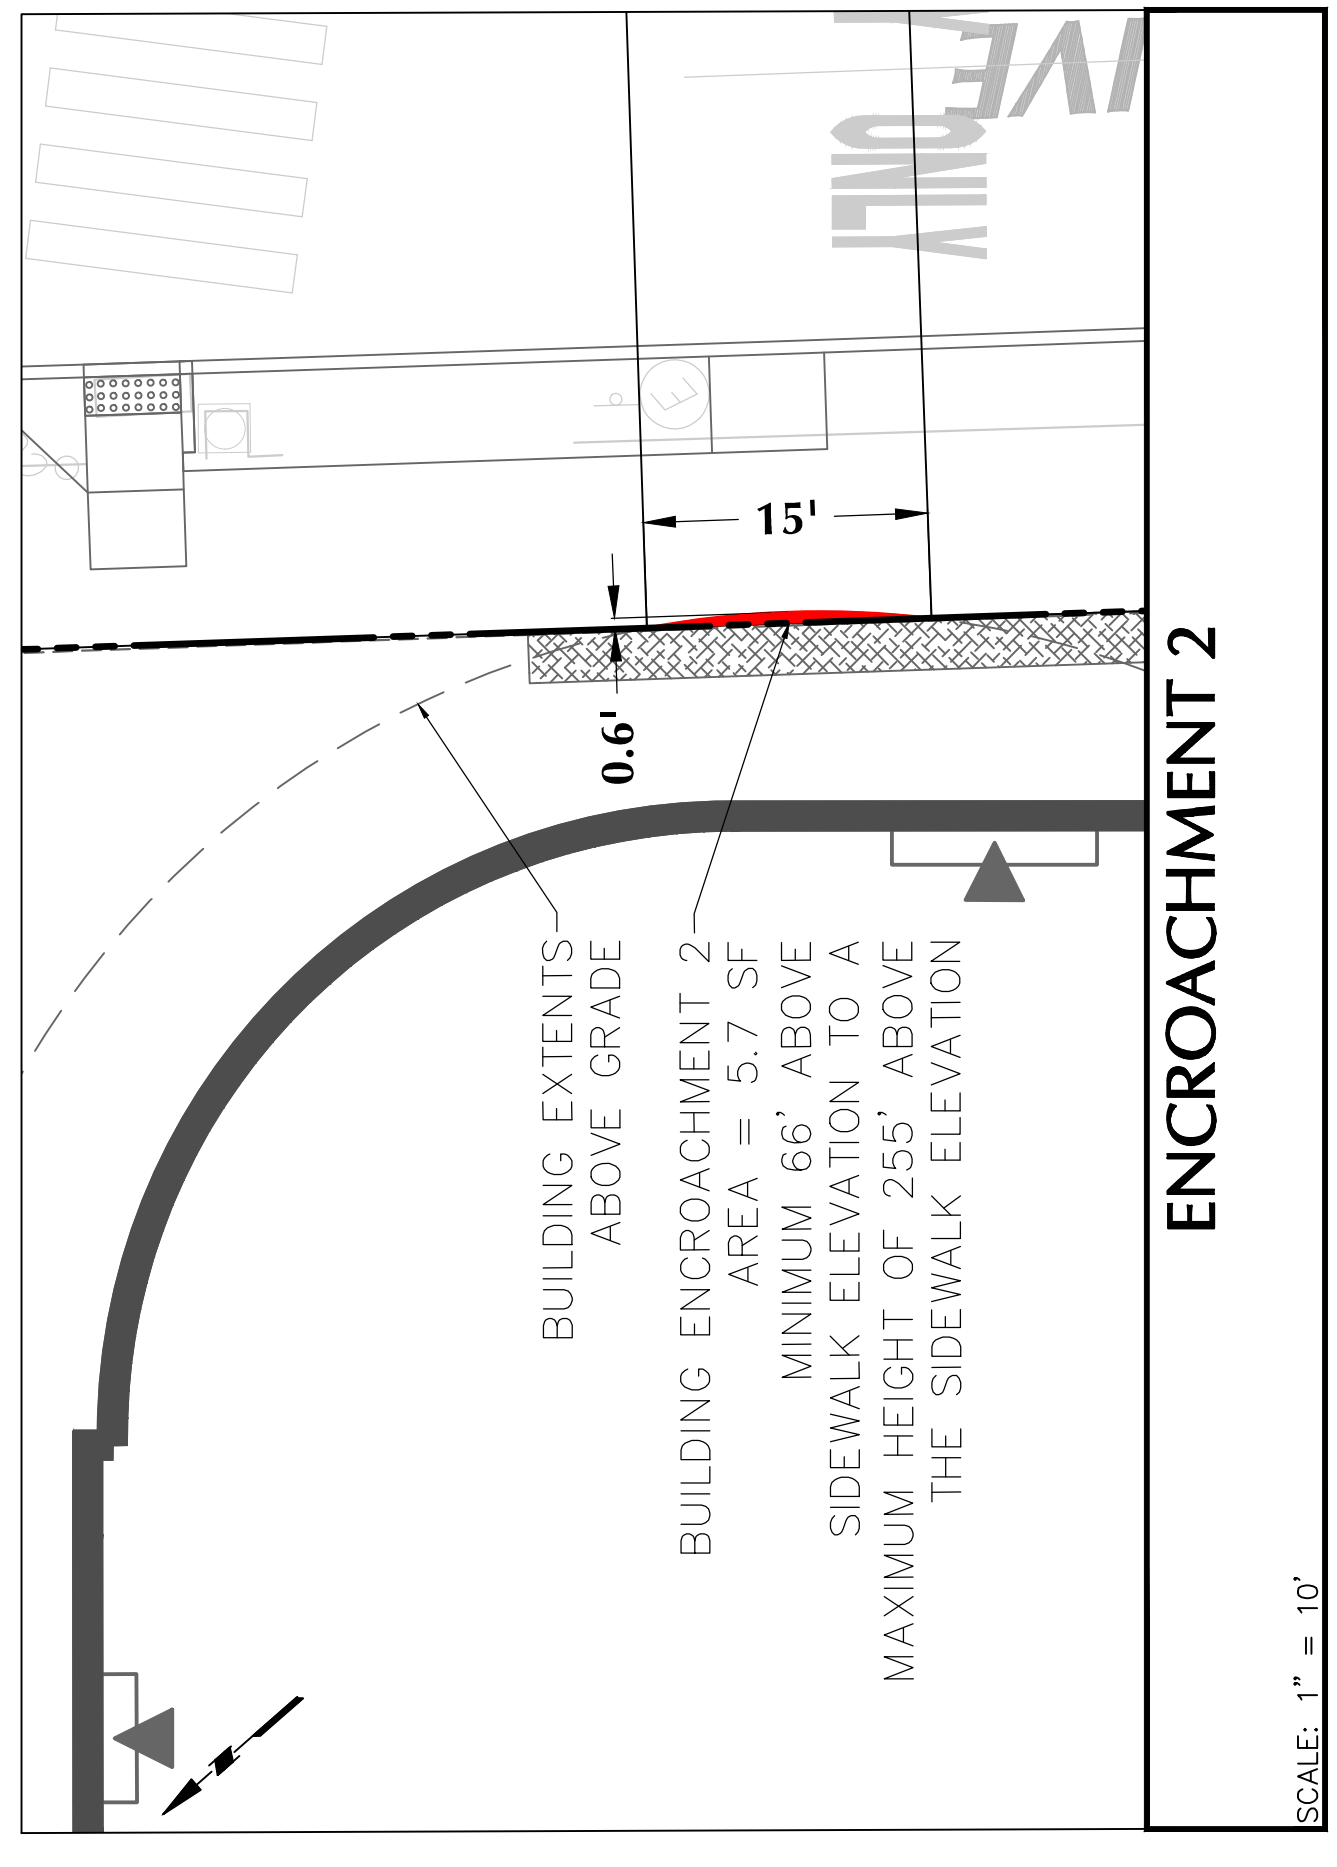 IVE
ONLY
E
15'
0.6'
BUILDING EXTENTS
ABOVE GRADE
BUILDING ENCROACHMENT 2
AREA = 5.7 SF
MINIMUM 66' ABOVE
SIDEWALK ELEVATION TO A
MAXIMUM HEIGHT OF 255' ABOVE
THE SIDEWALK ELEVATION
ENCROACHMENT 2
SCALE: 1" = 10'